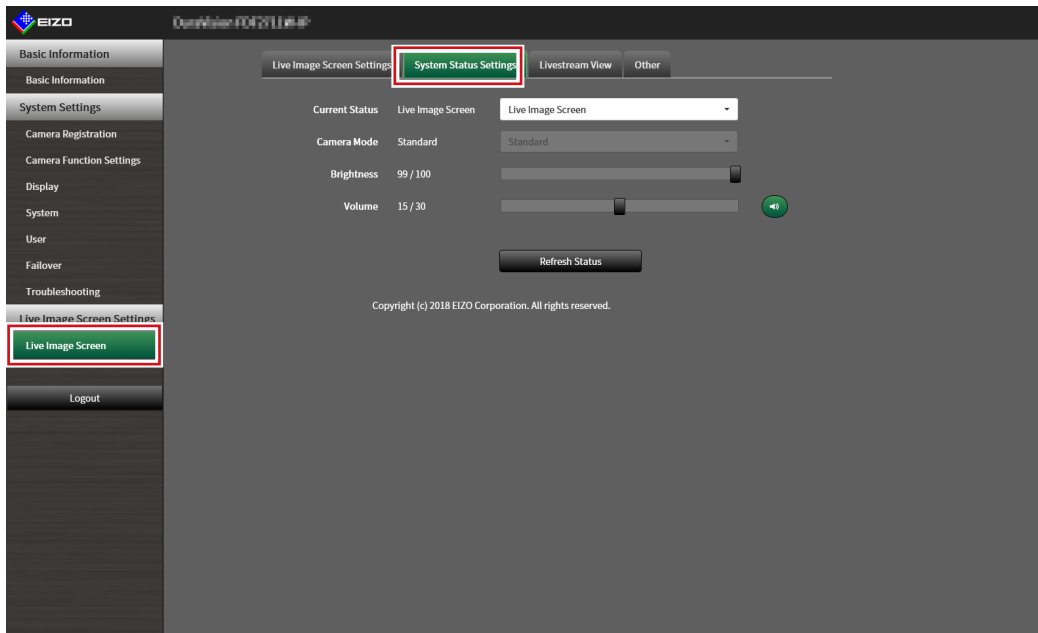 EIZO
Basic Information
Basic Information
System Settings
Camera Registration
Camera Function Settings
Display
System
User
Failover
Troubleshooting
Live Image Screen Settings
Live Image Screen
Logout
Live Image Screen Settings System Status Settings Livestream View Other
Current Status Live Image Screen Live Image Screen
Camera Mode Standard Standard
Brightness 99 / 100
Volume 15 / 30
Refresh Status
Copyright (c) 2018 EIZO Corporation. All rights reserved.